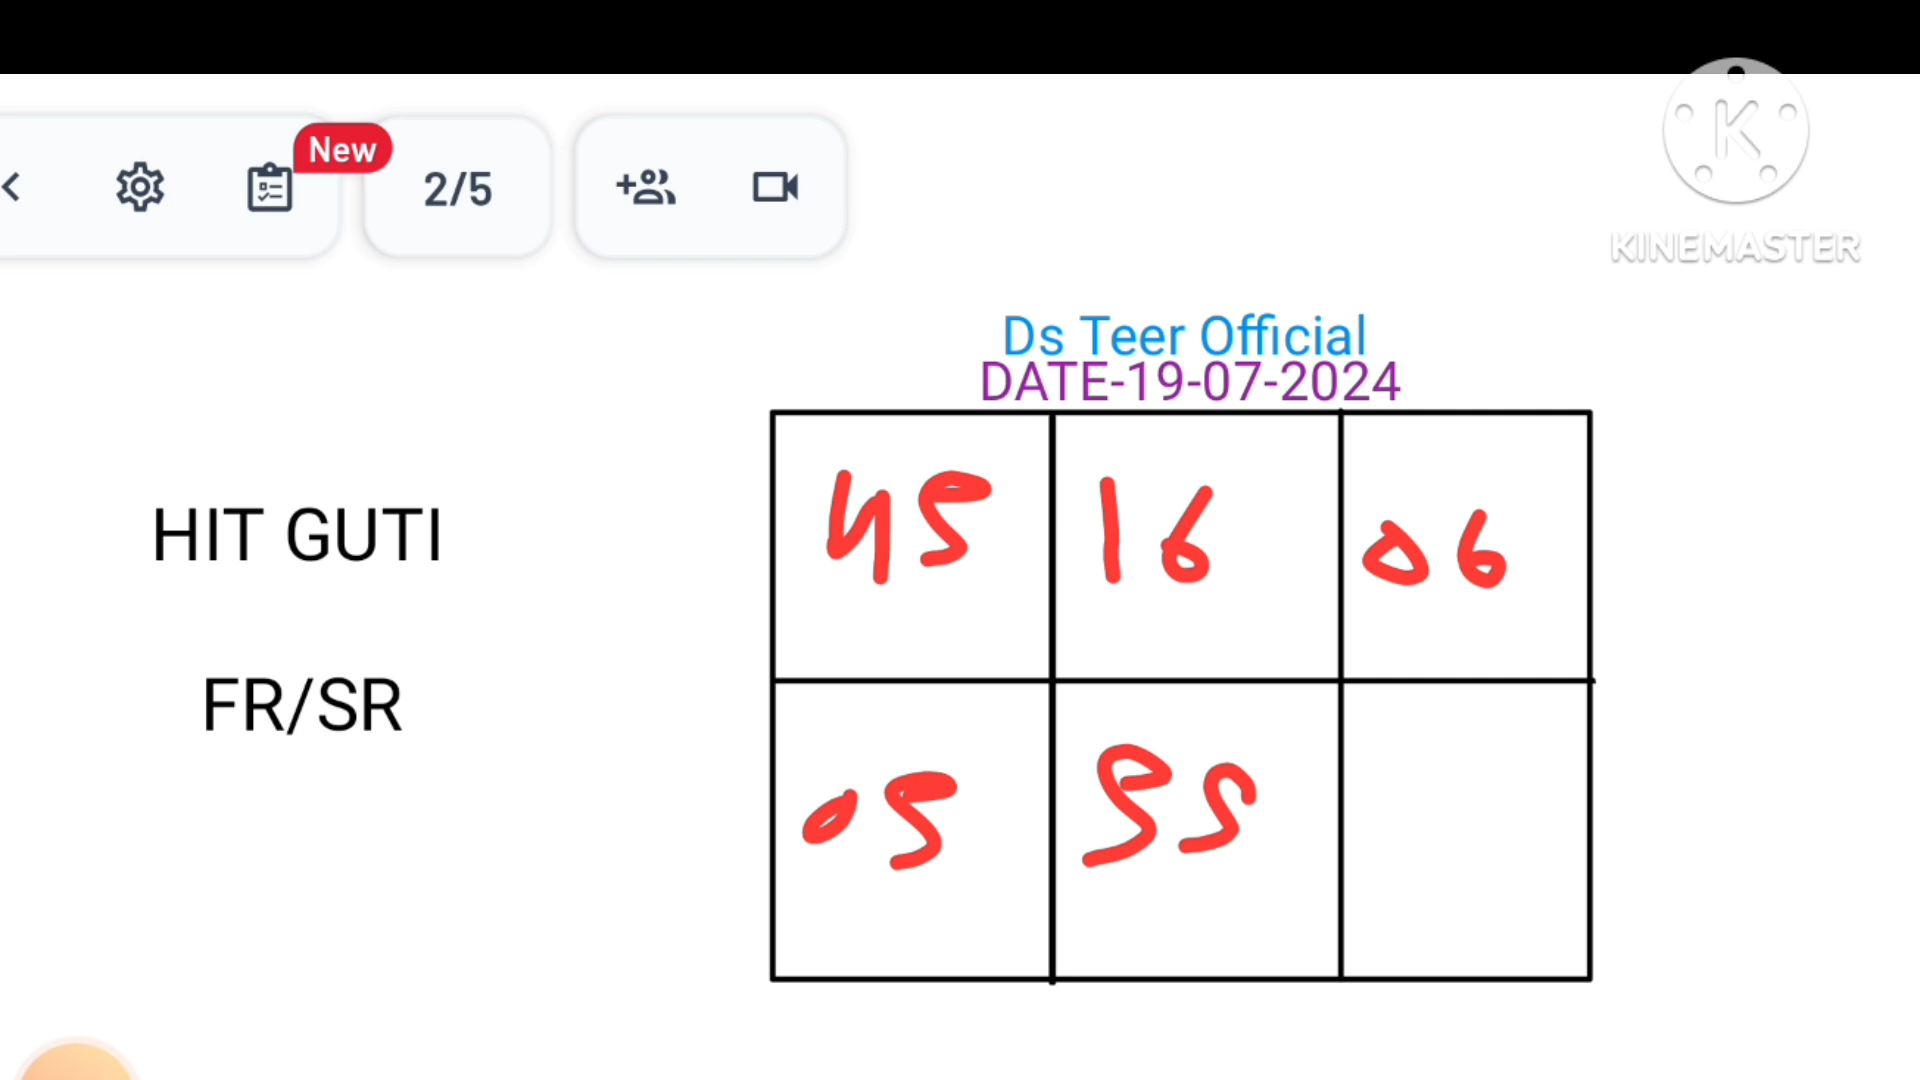 New
2/5
K
KINEMASTER
Ds Teer Official
DATE-19-07-2024
HIT GUTI
FR/SR
45 16 06
05 55